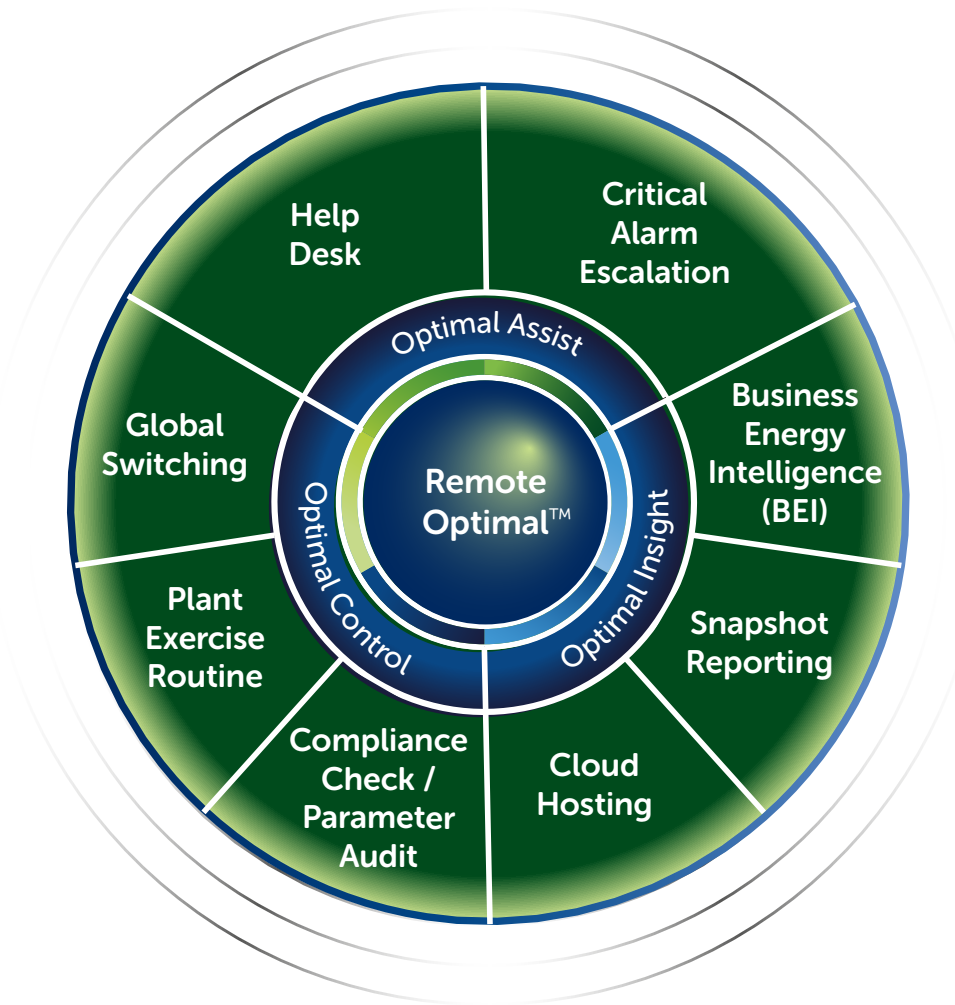 Help
Desk
Critical
Alarm
Escalation
Optimal Assist
Global
Switching
Business
Energy
Intelligence
(BEI)
Remote
Optimal™
Optimal Control
Optimal Insight
Plant
Exercise
Routine
Snapshot
Reporting
Compliance
Check /
Parameter
Audit
Cloud
Hosting